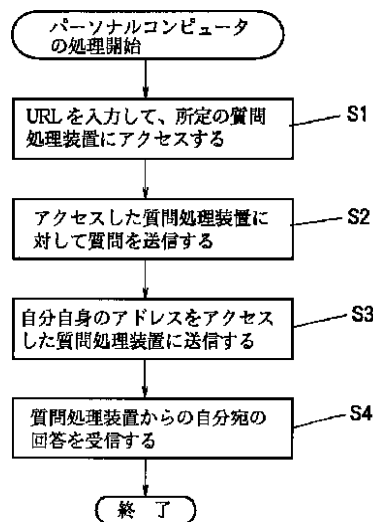 パーソナルコンピュータ
の処理開始
URLを入力して、所定の質問
処理装置にアクセスする
S1
アクセスした質問処理装置に
対して質問を送信する
S2
自分自身のアドレスをアクセス
した質問処理装置に送信する
S3
質問処理装置からの自分宛の
回答を受信する
S4
終 了